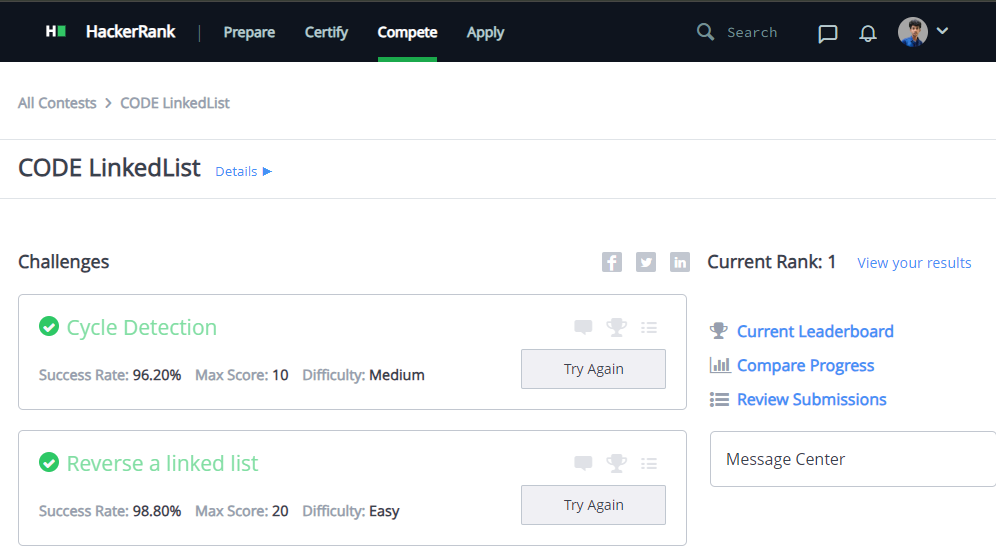 H HackerRank | Prepare Certify Compete Apply Search
All Contests > CODE LinkedList
CODE LinkedList Details ▶
Challenges
Current Rank: 1 View your results
Cycle Detection
Success Rate: 96.20% Max Score: 10 Difficulty: Medium
Try Again
Reverse a linked list
Success Rate: 98.80% Max Score: 20 Difficulty: Easy
Try Again
Current Leaderboard
Compare Progress
Review Submissions
Message Center